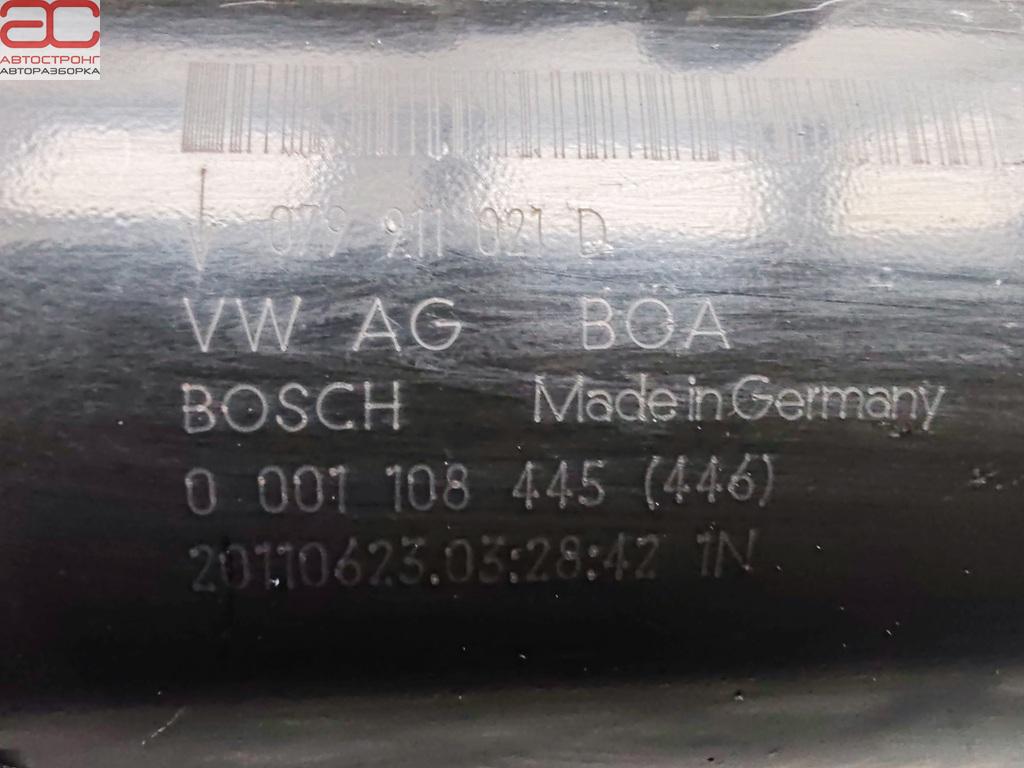 ac
АВТОСТРОНГ
АВТОРАЗБОРКА
V 079 911 021 D
VW AG BOA
BOSCH Made in Germany
0 001 108 445 (446)
20110623.03:28:42 1N